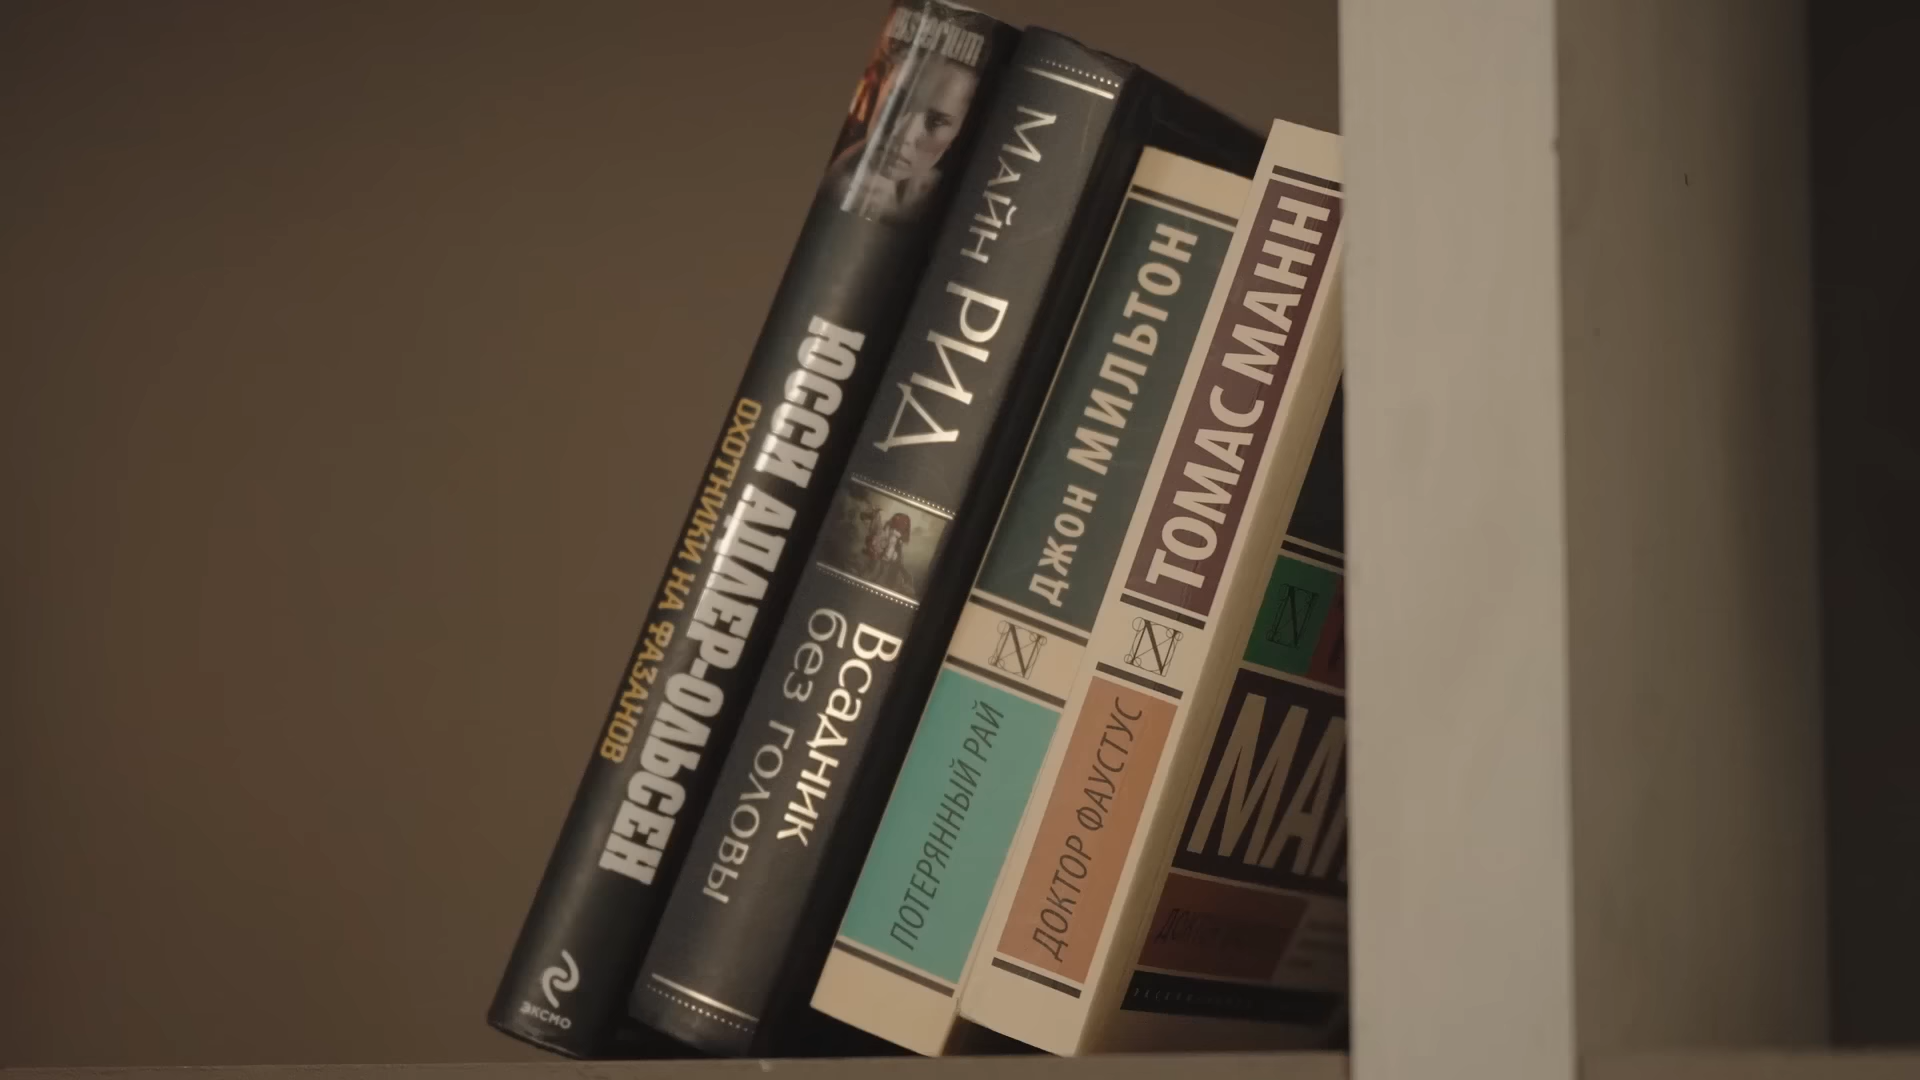 ЮССИ АДЛЕР-ОЛЬСЕН
ОХОТНИКИ НА ФАЗАНОВ
ЭКСМО
МАЙН РИД
Всадник
без головы
ДЖОН МИЛЬТОН
ПОТЕРЯННЫЙ РАЙ
ТОМАС МАНН
ДОКТОР ФАУСТУС